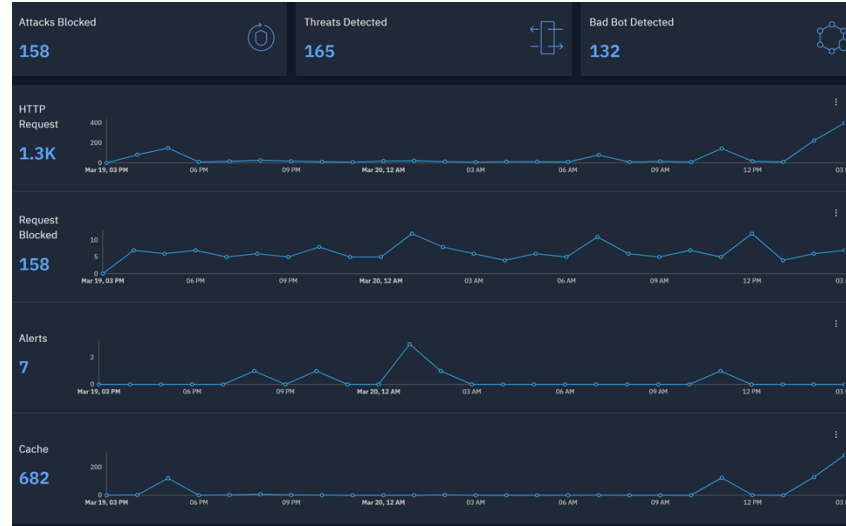 Attacks Blocked
158
Threats Detected
165
Bad Bot Detected
132
HTTP
Request
1.3K
400
200
0
Mar 19, 03 PM 06 PM 09 PM Mar 20, 12 AM 03 AM 06 AM 09 AM 12 PM 03
Request
Blocked
158
10
5
0
Mar 19, 03 PM 06 PM 09 PM Mar 20, 12 AM 03 AM 06 AM 09 AM 12 PM 03
Alerts
7
2
0
Mar 19, 03 PM 06 PM 09 PM Mar 20, 12 AM 03 AM 06 AM 09 AM 12 PM 03
Cache
682
200
0
Mar 19, 03 PM 06 PM 09 PM Mar 20, 12 AM 03 AM 06 AM 09 AM 12 PM 03